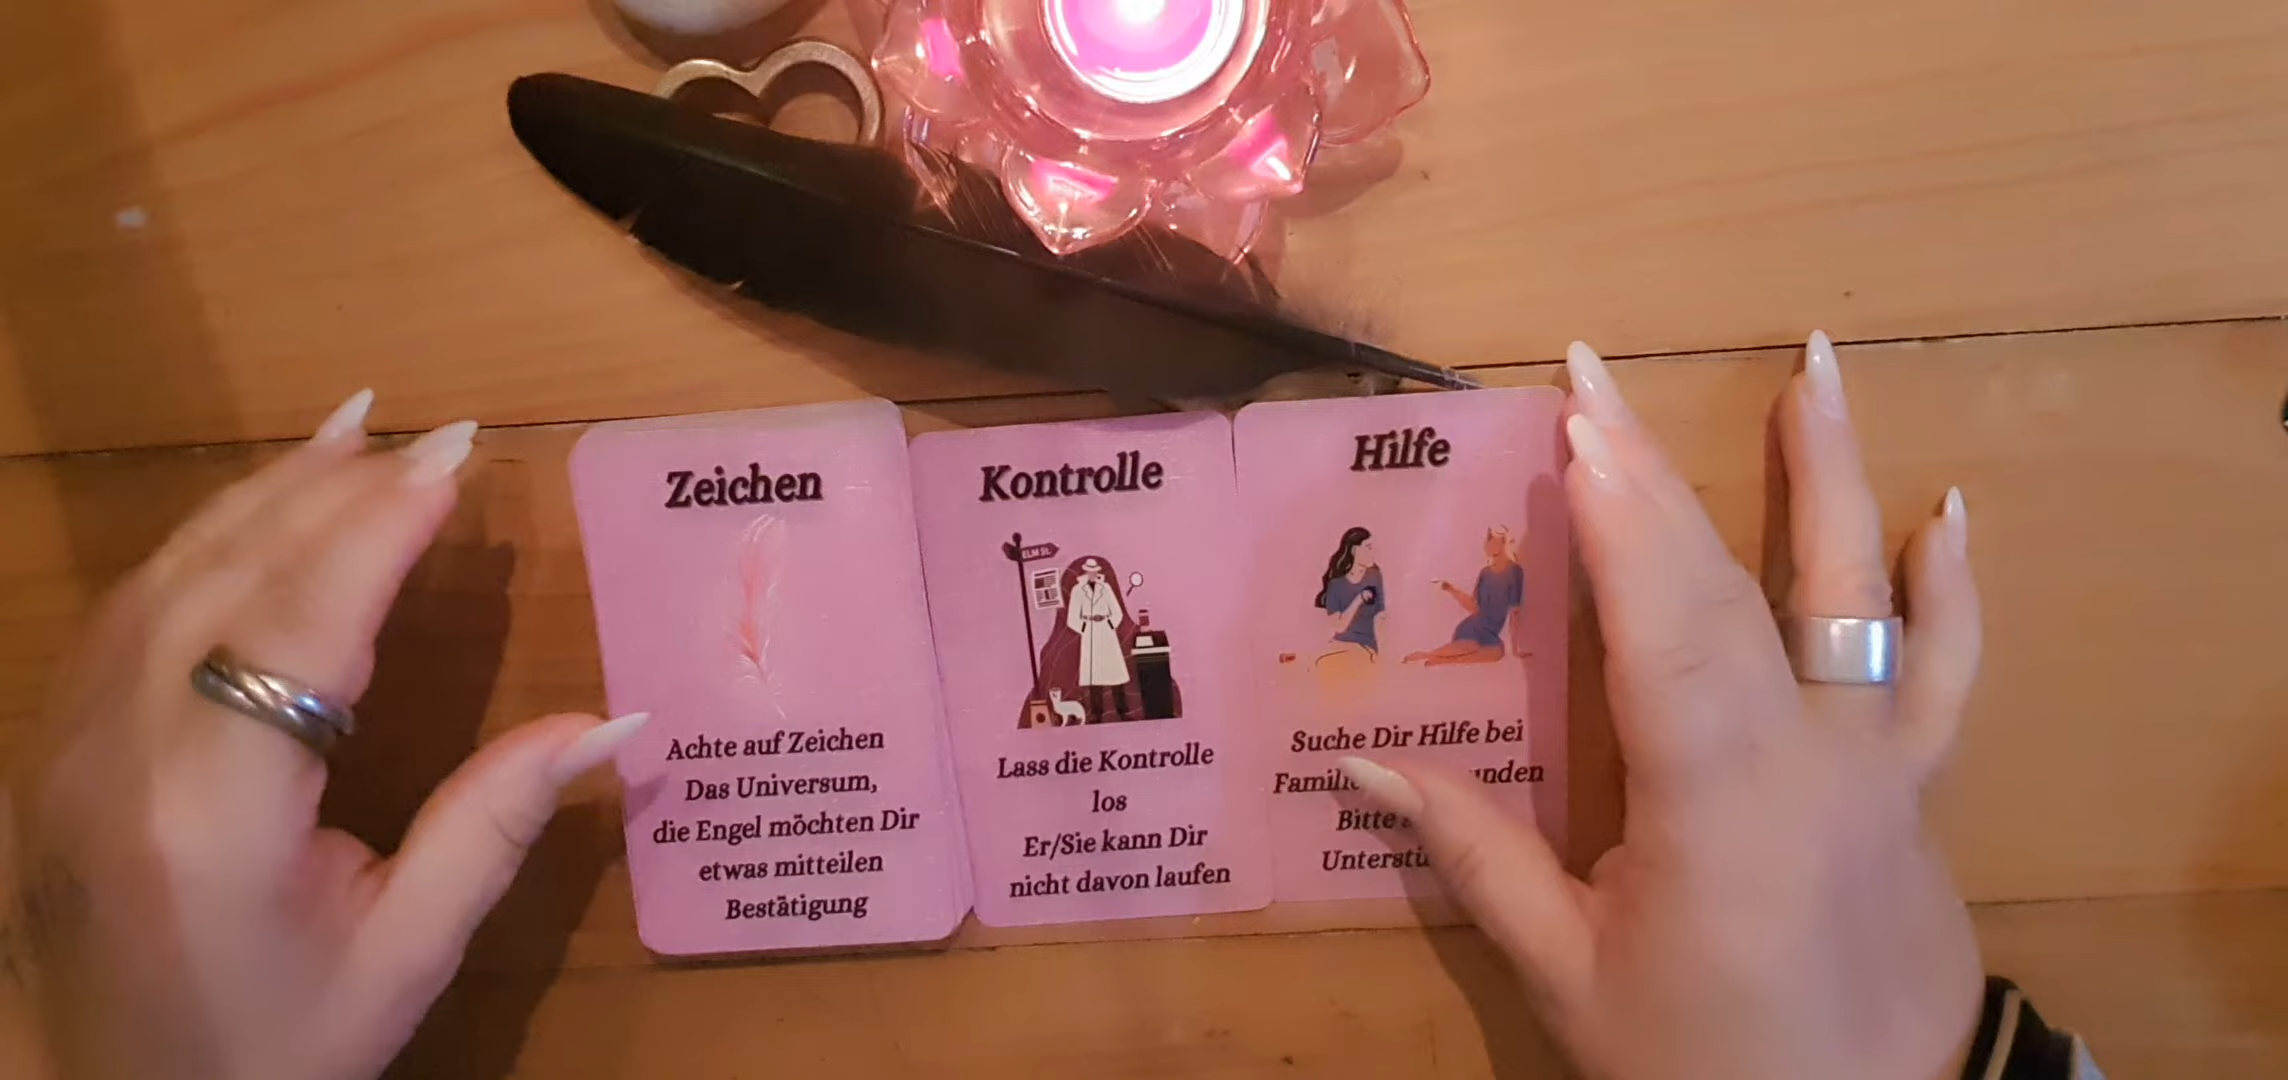 Zeichen
Achte auf Zeichen
Das Universum,
die Engel möchten Dir
etwas mitteilen
Bestätigung
Kontrolle
ELM St.
Lass die Kontrolle
los
Er/Sie kann Dir
nicht davon laufen
Hilfe
Suche Dir Hilfe bei
Bitte